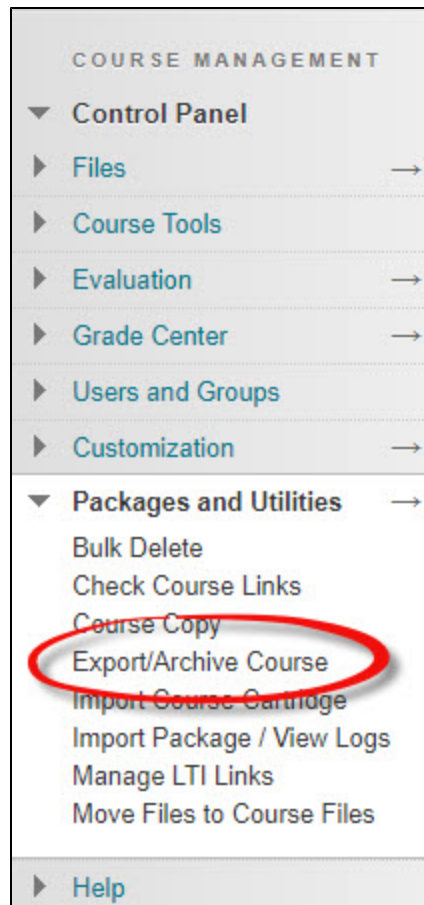 COURSE MANAGEMENT
Control Panel
Files
Course Tools
Evaluation
Grade Center
Users and Groups
Customization
Packages and Utilities
Bulk Delete
Check Course Links
Course Copy
Export/Archive Course
Import Course Cartridge
Import Package / View Logs
Manage LTI Links
Move Files to Course Files
Help